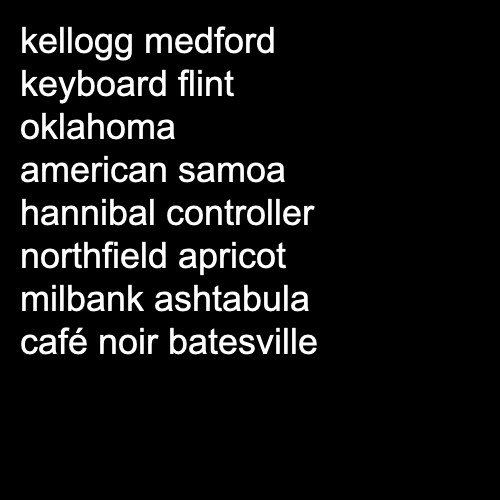 kellogg medford
keyboard flint
oklahoma
american samoa
hannibal controller
northfield apricot
milbank ashtabula
café noir batesville